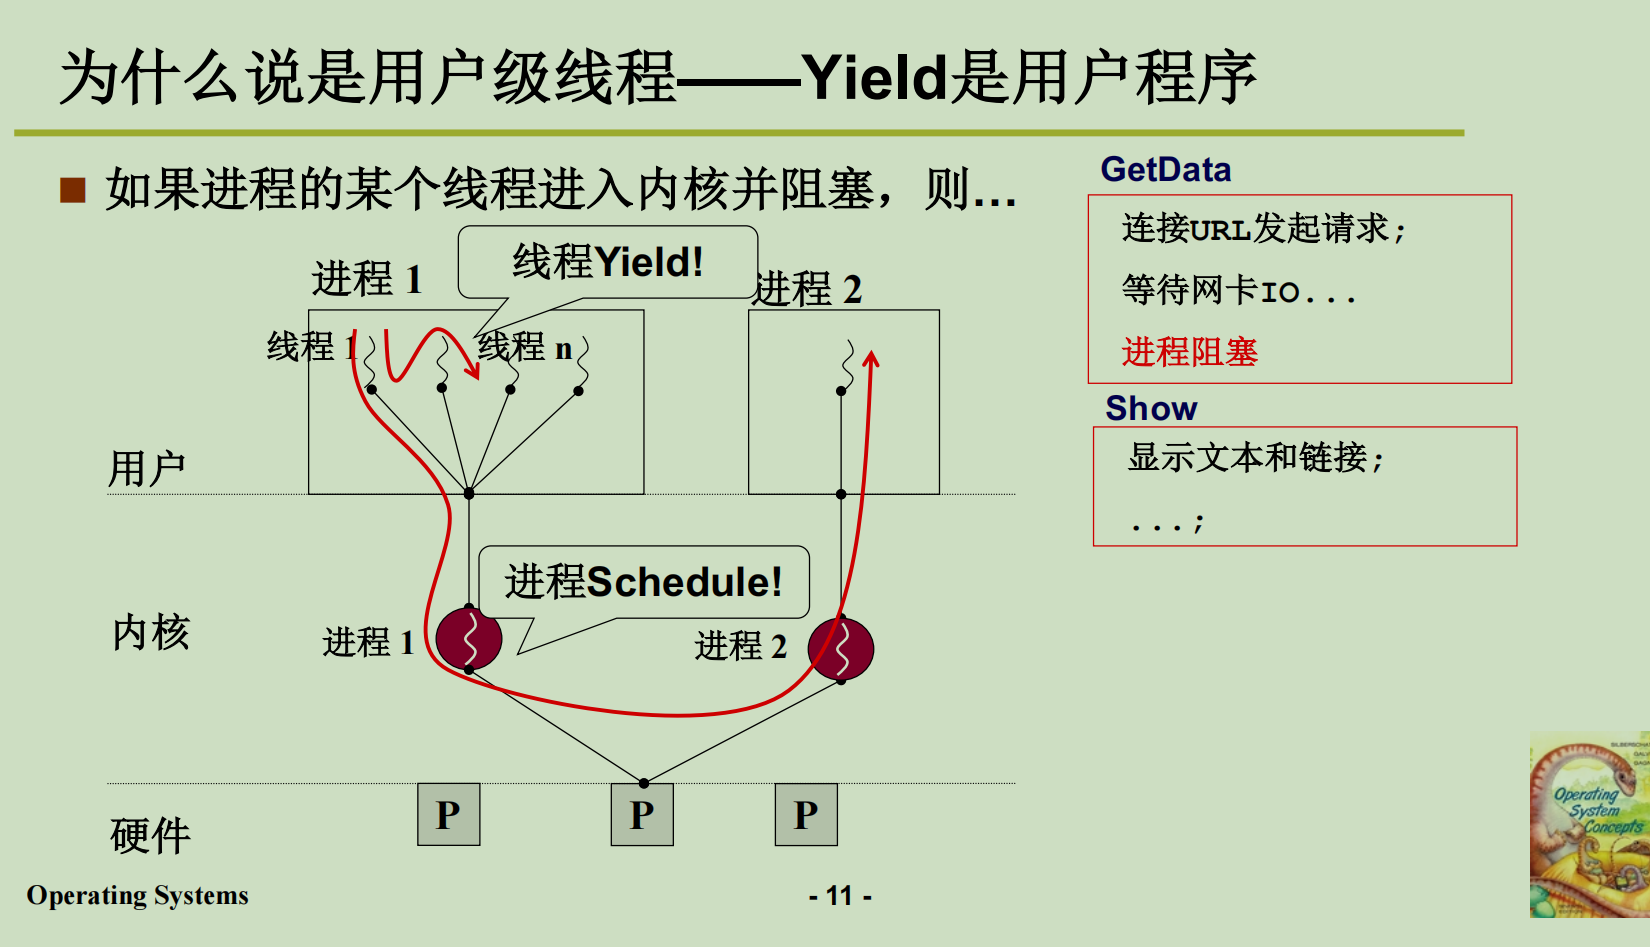 为什么说是用户级线程——Yield是用户程序
■ 如果进程的某个线程进入内核并阻塞，则…
线程Yield!
进程 1
进程 2
线程 1
线程 n
用户
进程Schedule!
内核
进程 1
进程 2
P
P
P
硬件
GetData
连接URL发起请求;
等待网卡IO...
进程阻塞
Show
显示文本和链接;
...;
Operating
System
Concepts
Operating Systems
- 11 -